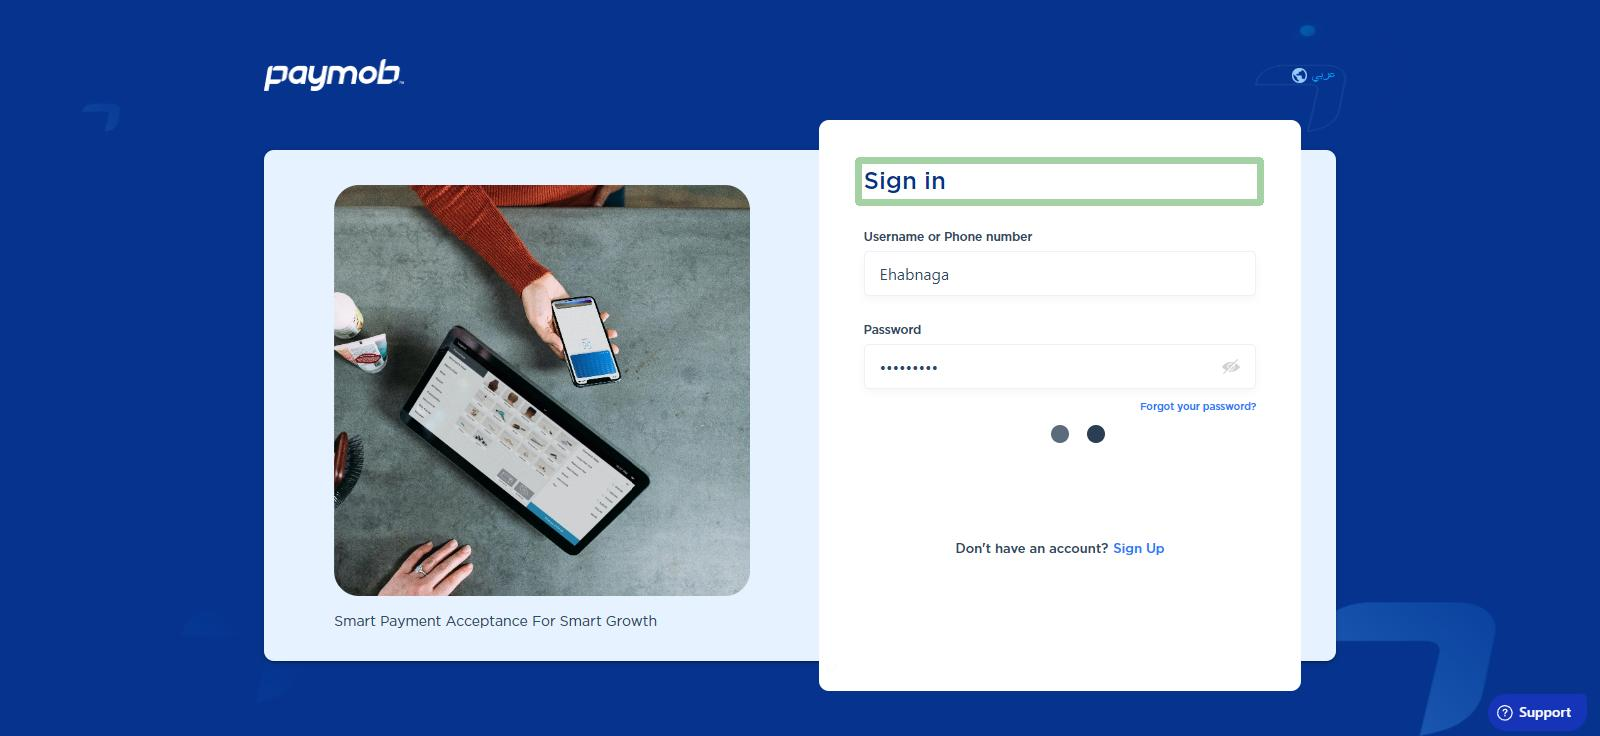 paymob
عربي
Sign in
Username or Phone number
Ehabnaga
Password
•••••••••
Forgot your password?
Don't have an account? Sign Up
Smart Payment Acceptance For Smart Growth
Support